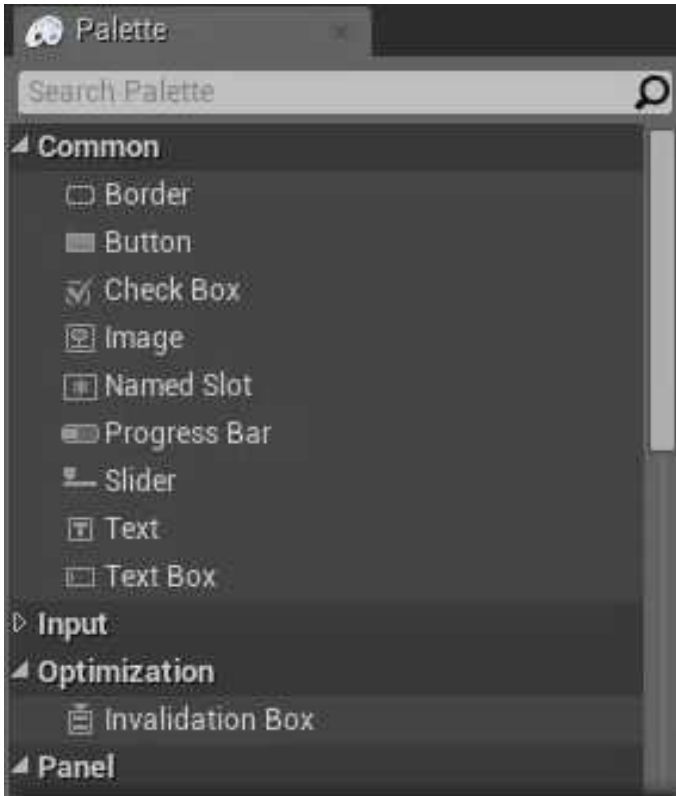 Palette
Search Palette
Common
Border
Button
Check Box
Image
Named Slot
Progress Bar
Slider
Text
Text Box
Input
Optimization
Invalidation Box
Panel